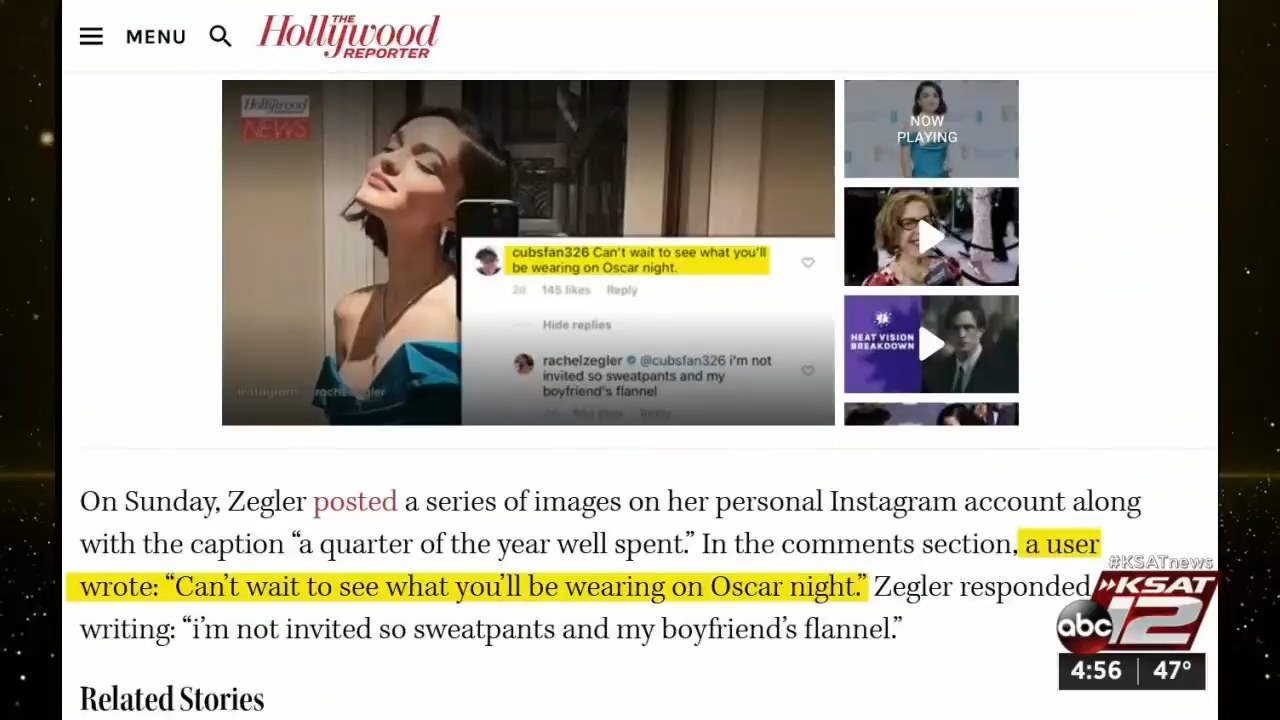 MENU
THE
Hollywood
REPORTER
Hollywood
NEWS
NOW
PLAYING
cubsfan326 Can't wait to see what you'll
be wearing on Oscar night.
2d 145 likes Reply
Hide replies
HEAT VISION
BREAKDOWN
rachelzegler @cubsfan326 i'm not
invited so sweatpants and my
boyfriend's flannel
Reply
On Sunday, Zegler posted a series of images on her personal Instagram account along
with the caption “a quarter of the year well spent.” In the comments section, a user
wrote: “Can’t wait to see what you’ll be wearing on Oscar night.” Zegler responded
writing: “i’m not invited so sweatpants and my boyfriend’s flannel.”
#KSATnews
KSAT
abc 12
4:56 47°
Related Stories